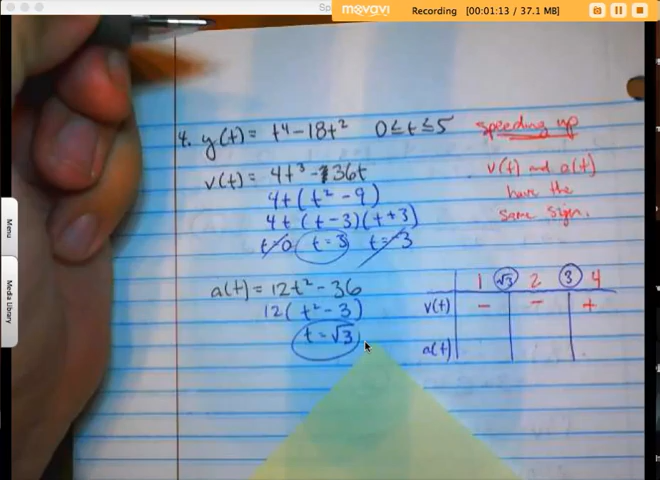 movavi Recording [00:01:13 / 37.1 MB]
Menu
Media Library
4. y(t) = t⁴ - 18t² 0 ≤ t ≤ 5
v(t) = 4t³ - 36t
4t(t² - 9)
4t(t-3)(t+3)
t=0 t=3 t=-3
a(t) = 12t² - 36
12(t² - 3)
t = √3
speeding up
v(t) and a(t)
have the
same sign.
1 √3 2 3 4
v(t) - - +
a(t)